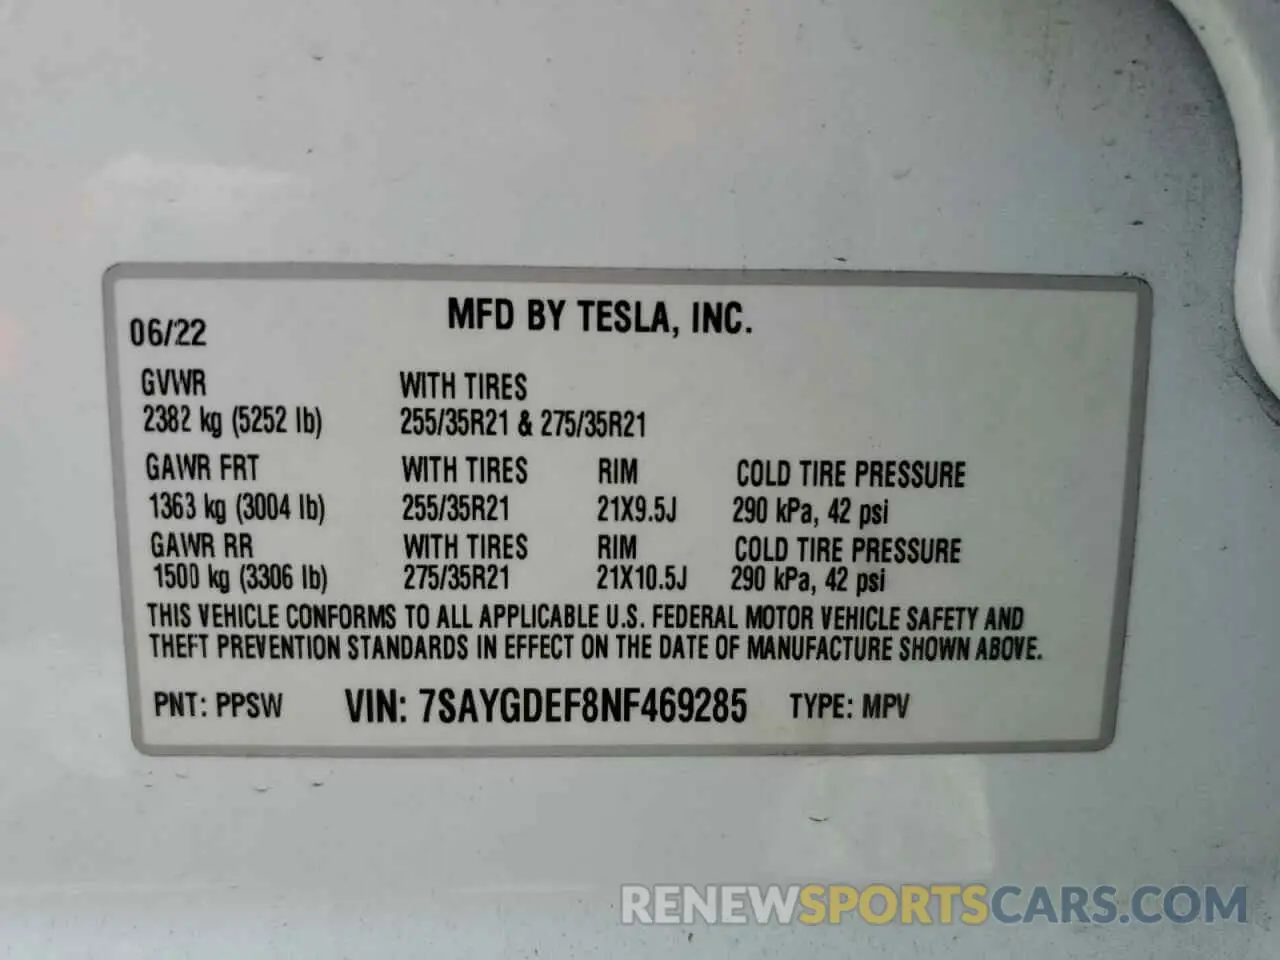 MFD BY TESLA, INC.
06/22
GVWR WITH TIRES
2382 kg (5252 lb) 255/35R21 & 275/35R21
GAWR FRT WITH TIRES RIM COLD TIRE PRESSURE
1363 kg (3004 lb) 255/35R21 21X9.5J 290 kPa, 42 psi
GAWR RR WITH TIRES RIM COLD TIRE PRESSURE
1500 kg (3306 lb) 275/35R21 21X10.5J 290 kPa, 42 psi
THIS VEHICLE CONFORMS TO ALL APPLICABLE U.S. FEDERAL MOTOR VEHICLE SAFETY AND
THEFT PREVENTION STANDARDS IN EFFECT ON THE DATE OF MANUFACTURE SHOWN ABOVE.
PNT: PPSW VIN: 7SAYGDEF8NF469285 TYPE: MPV
RENEWSPORTSCARS.COM